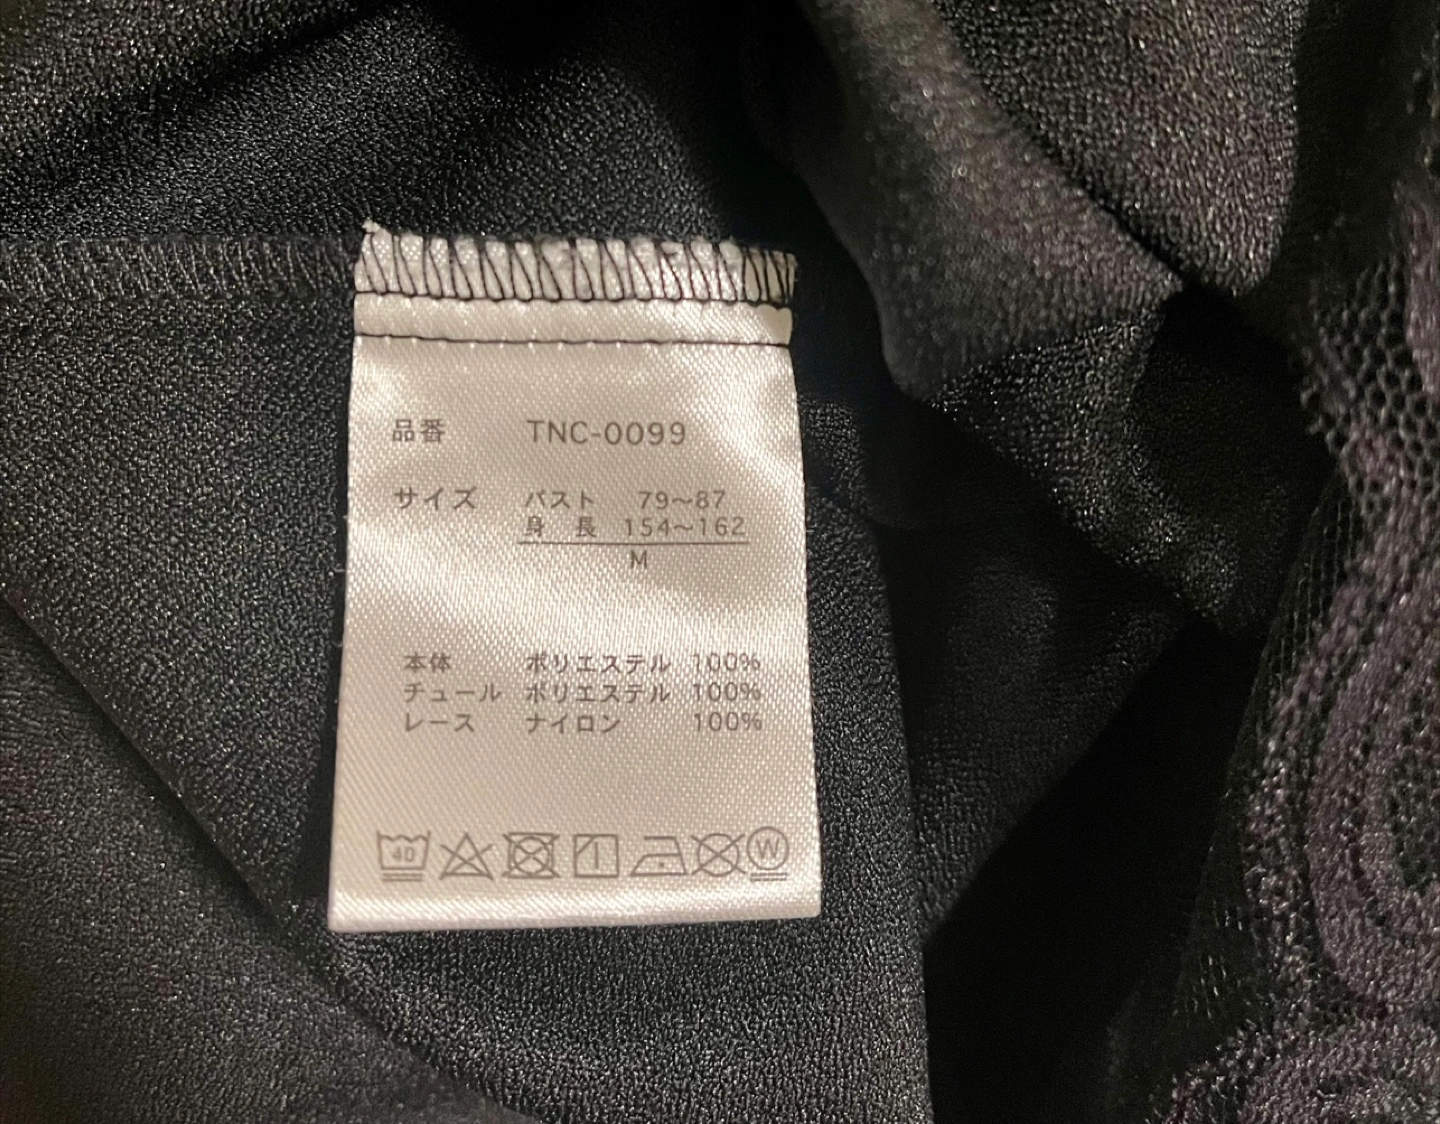 品番 TNC-0099
サイズ バスト 79~87
身長 154~162
M
本体 ポリエステル 100%
チュール ポリエステル 100%
レース ナイロン 100%
40 W